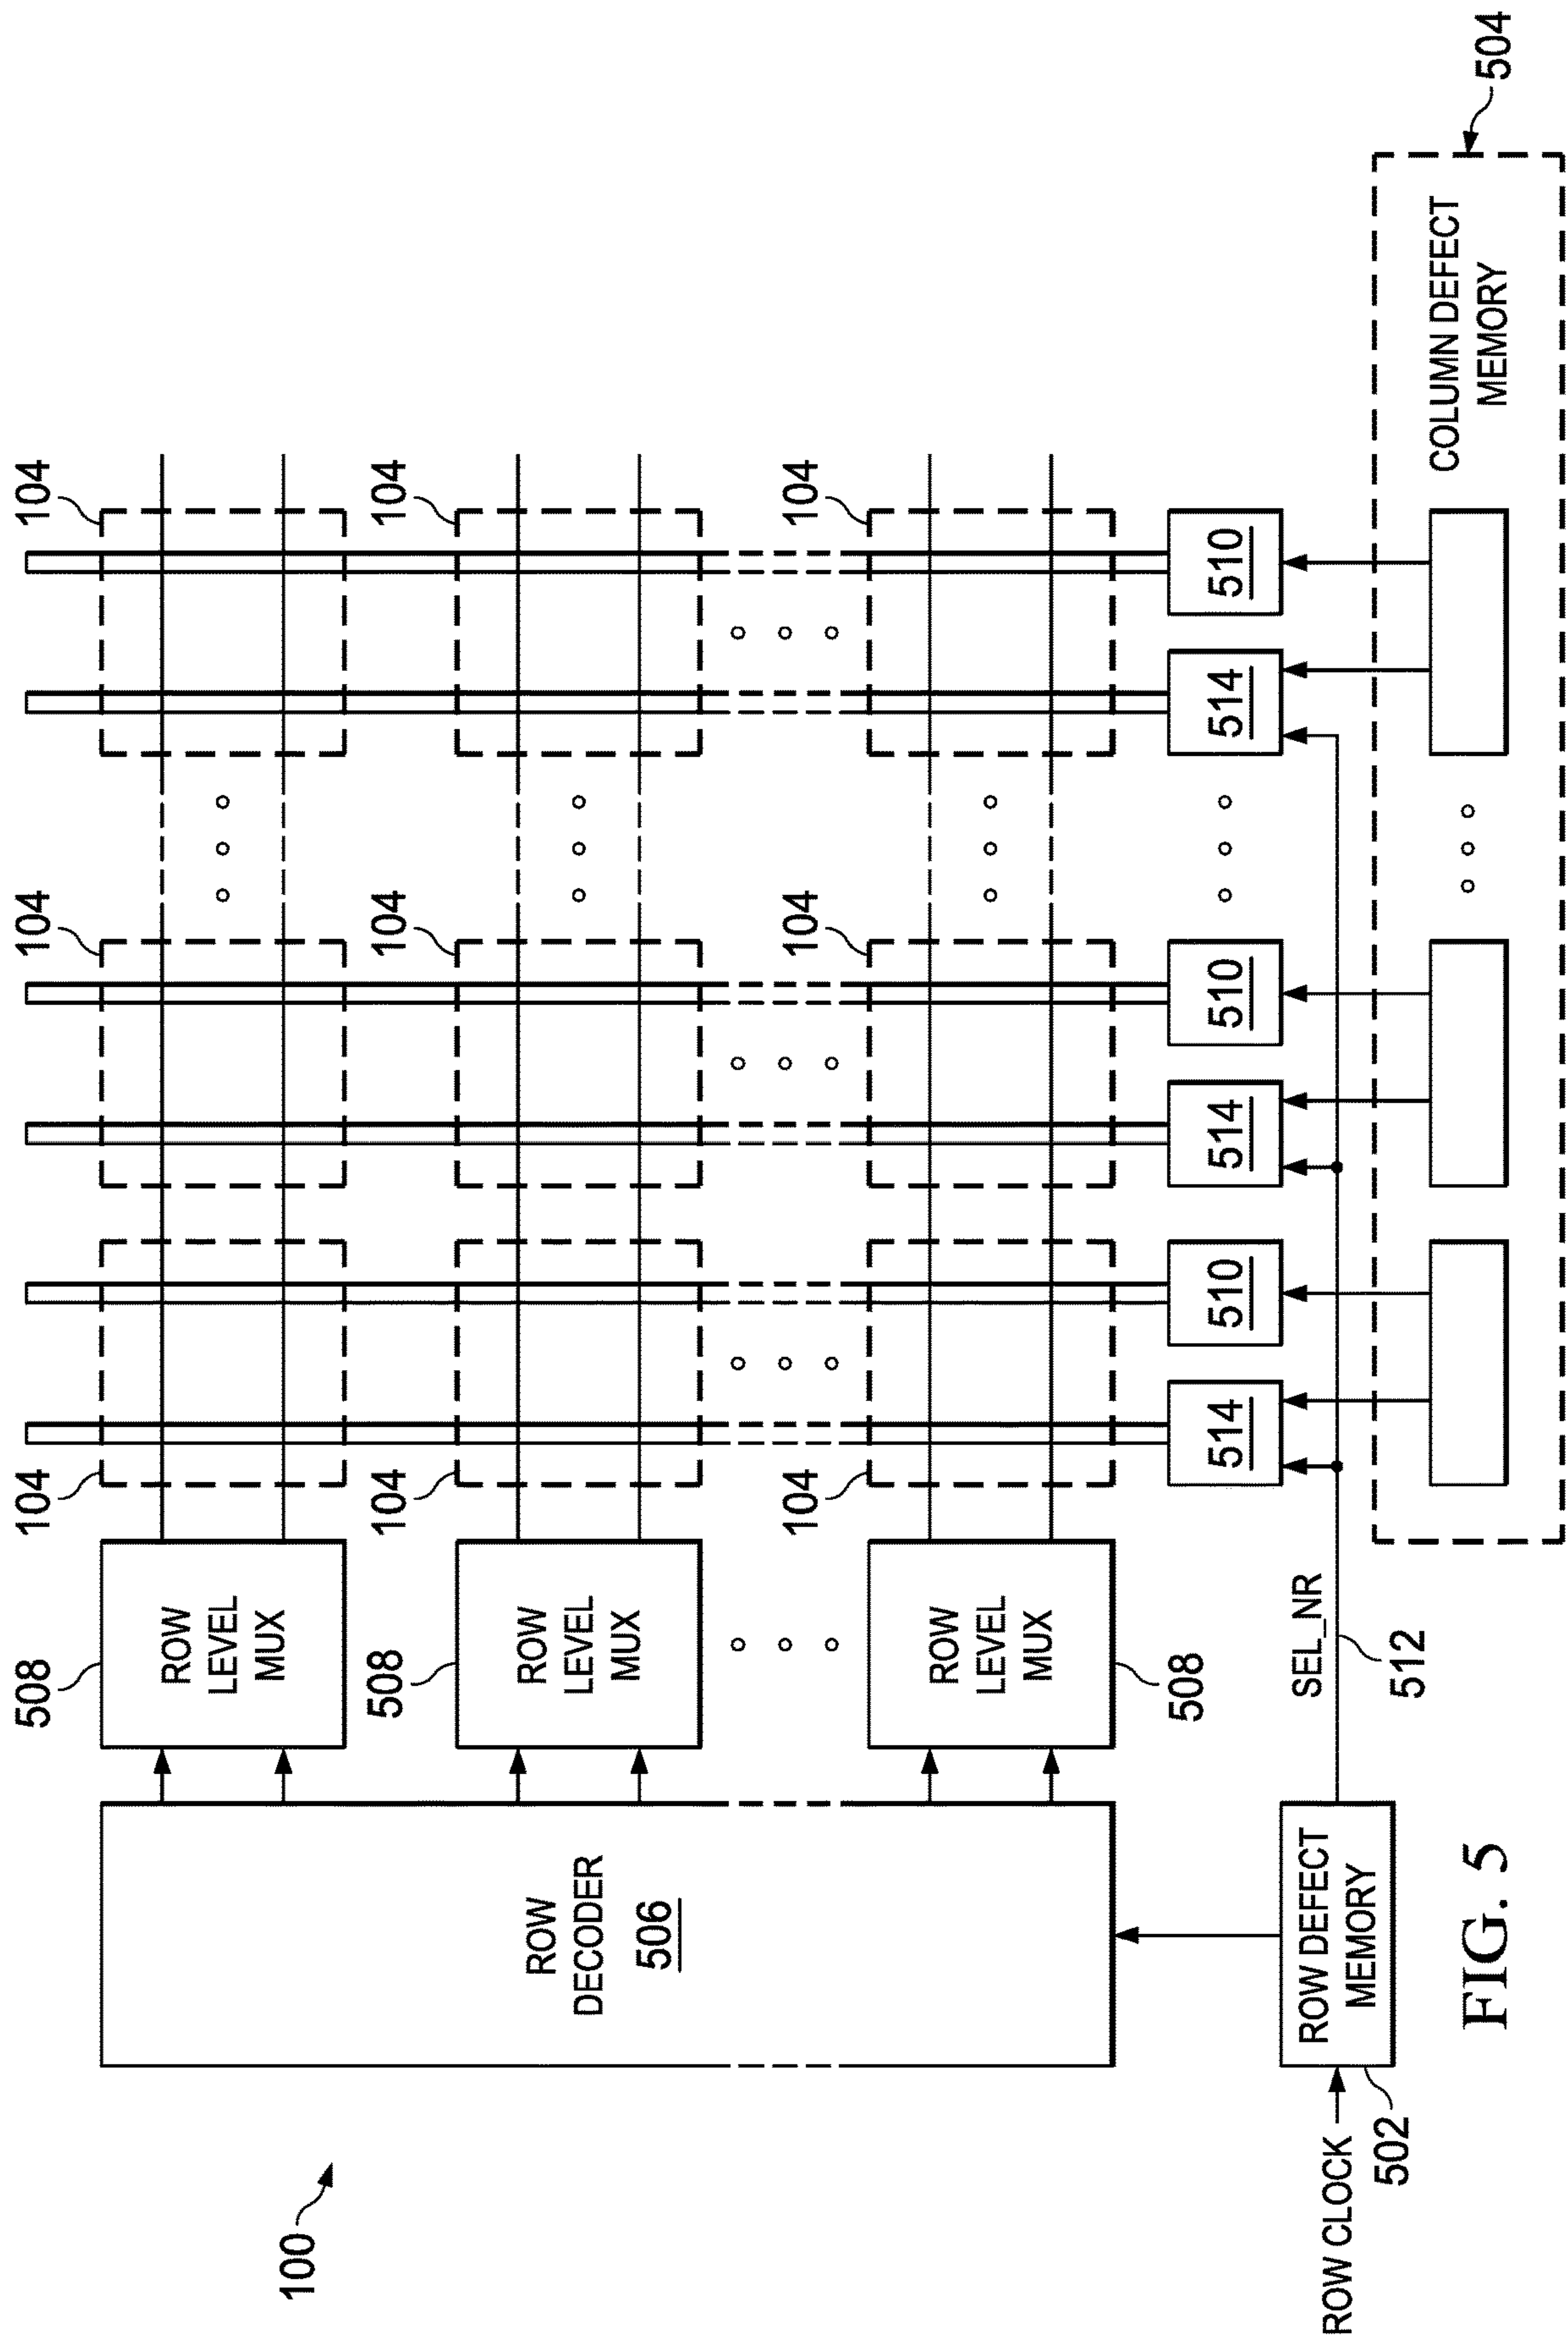 100
508
ROW
LEVEL
MUX
104
104
104
508
ROW
LEVEL
MUX
104
104
104
ROW
DECODER
506
ROW
LEVEL
MUX
508
104
104
104
514
510
514
510
514
510
ROW CLOCK
ROW DEFECT
MEMORY
502
SEL_NR
512
COLUMN DEFECT
MEMORY
504
FIG. 5